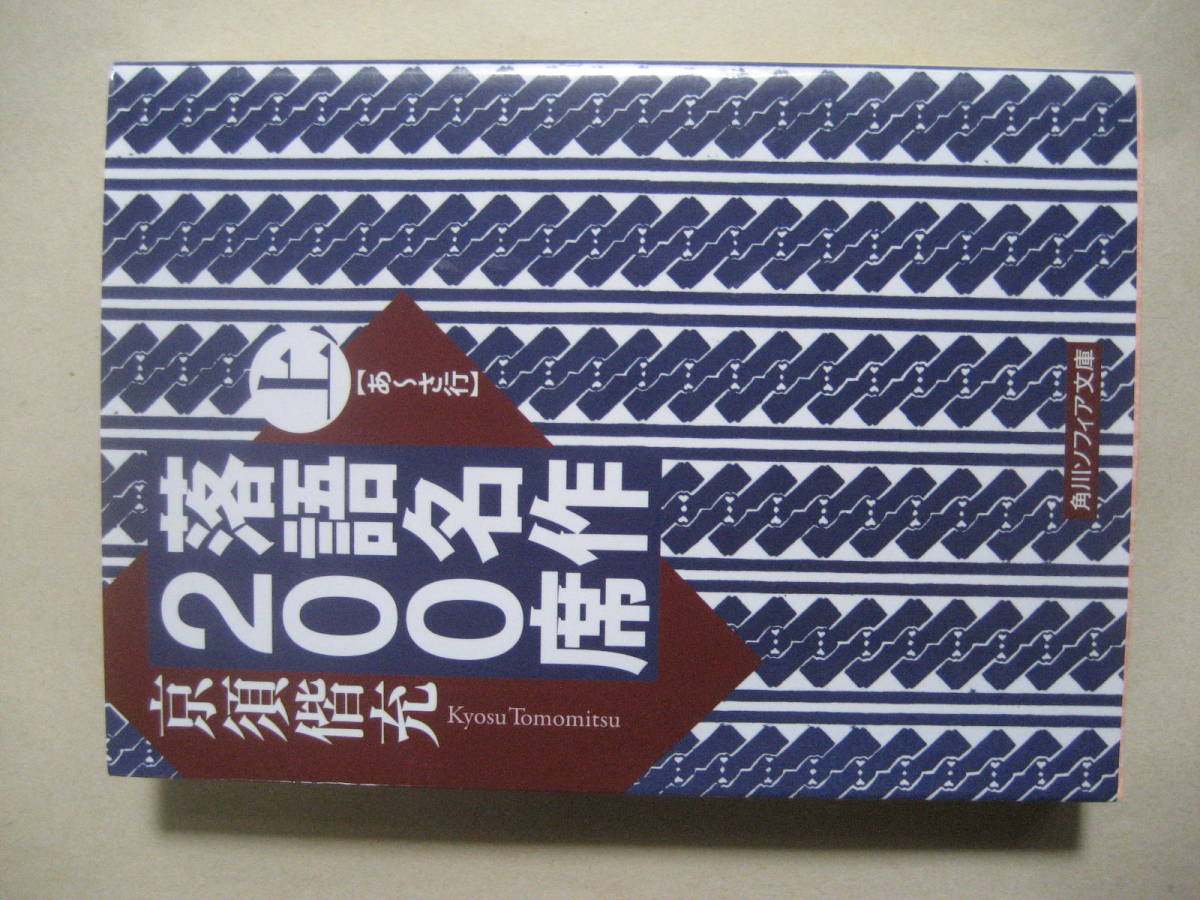 落語名作
200席
上
【あ〜さ行】
京須偕充
Kyosu Tomomitsu
角川ソフィア文庫